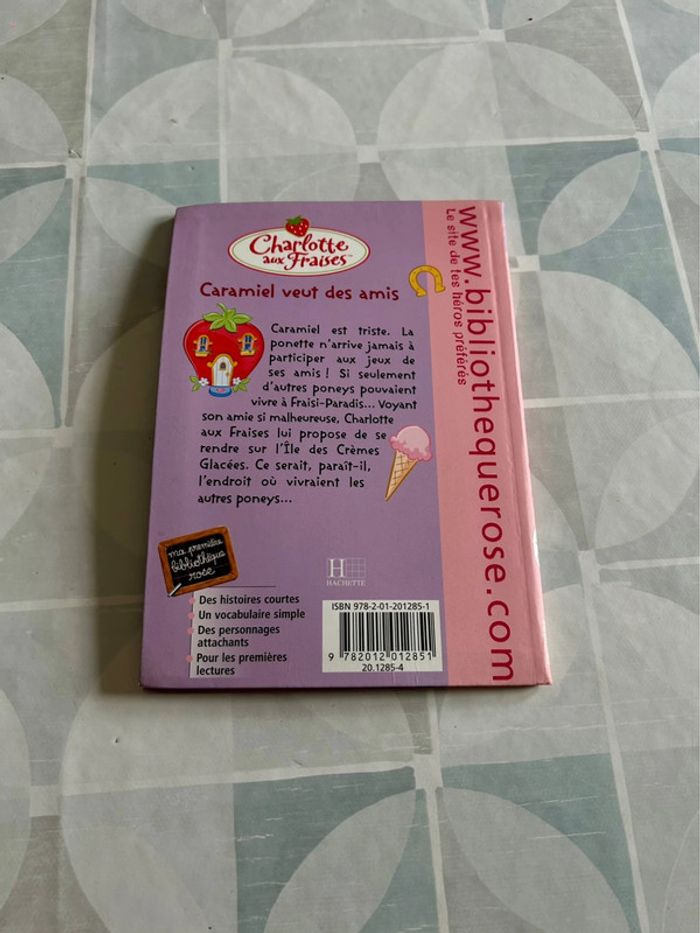 Charlotte
aux Fraises™
Caramiel veut des amis
Caramiel est triste. La
ponette n'arrive jamais à
participer aux jeux de
ses amis ! Si seulement
d'autres poneys pouvaient
vivre à Fraisi-Paradis... Voyant
son amie si malheureuse, Charlotte
aux Fraises lui propose de se
rendre sur l'Île des Crèmes
Glacées. Ce serait, paraît-il,
l'endroit où vivraient les
autres poneys...
ma première
bibliothèque
rose
Des histoires courtes
Un vocabulaire simple
Des personnages
attachants
Pour les premières
lectures
H
HACHETTE
ISBN 978-2-01-201285-1
9 782012 012851
20.1285-4
www.bibliothequerose.com
Le site de tes héros préférés